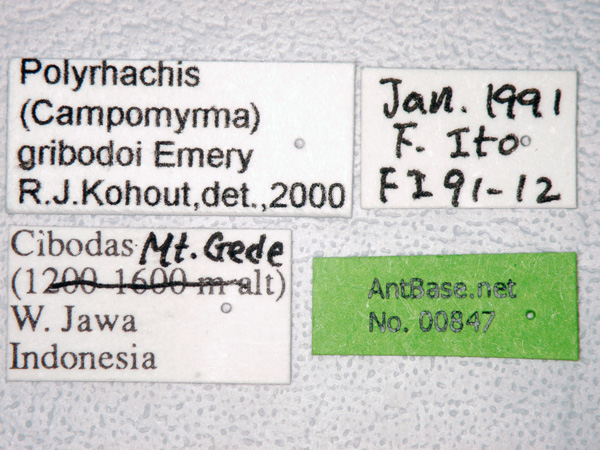 Polyrhachis
(Campomyrma)
gribodoi Emery
R.J.Kohout,det.,2000
Jan. 1991
F. Ito
FI91-12
Cibodas Mt. Gede
(1200-1600 m alt)
W. Jawa
Indonesia
AntBase.net
No. 00847